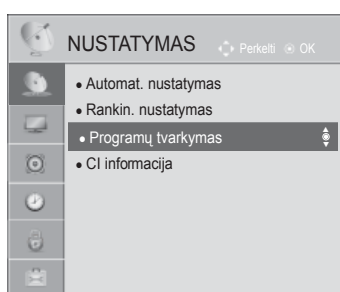 NUSTATYMAS Perkelti OK
• Automat. nustatymas
• Rankin. nustatymas
• Programų tvarkymas
• CI informacija